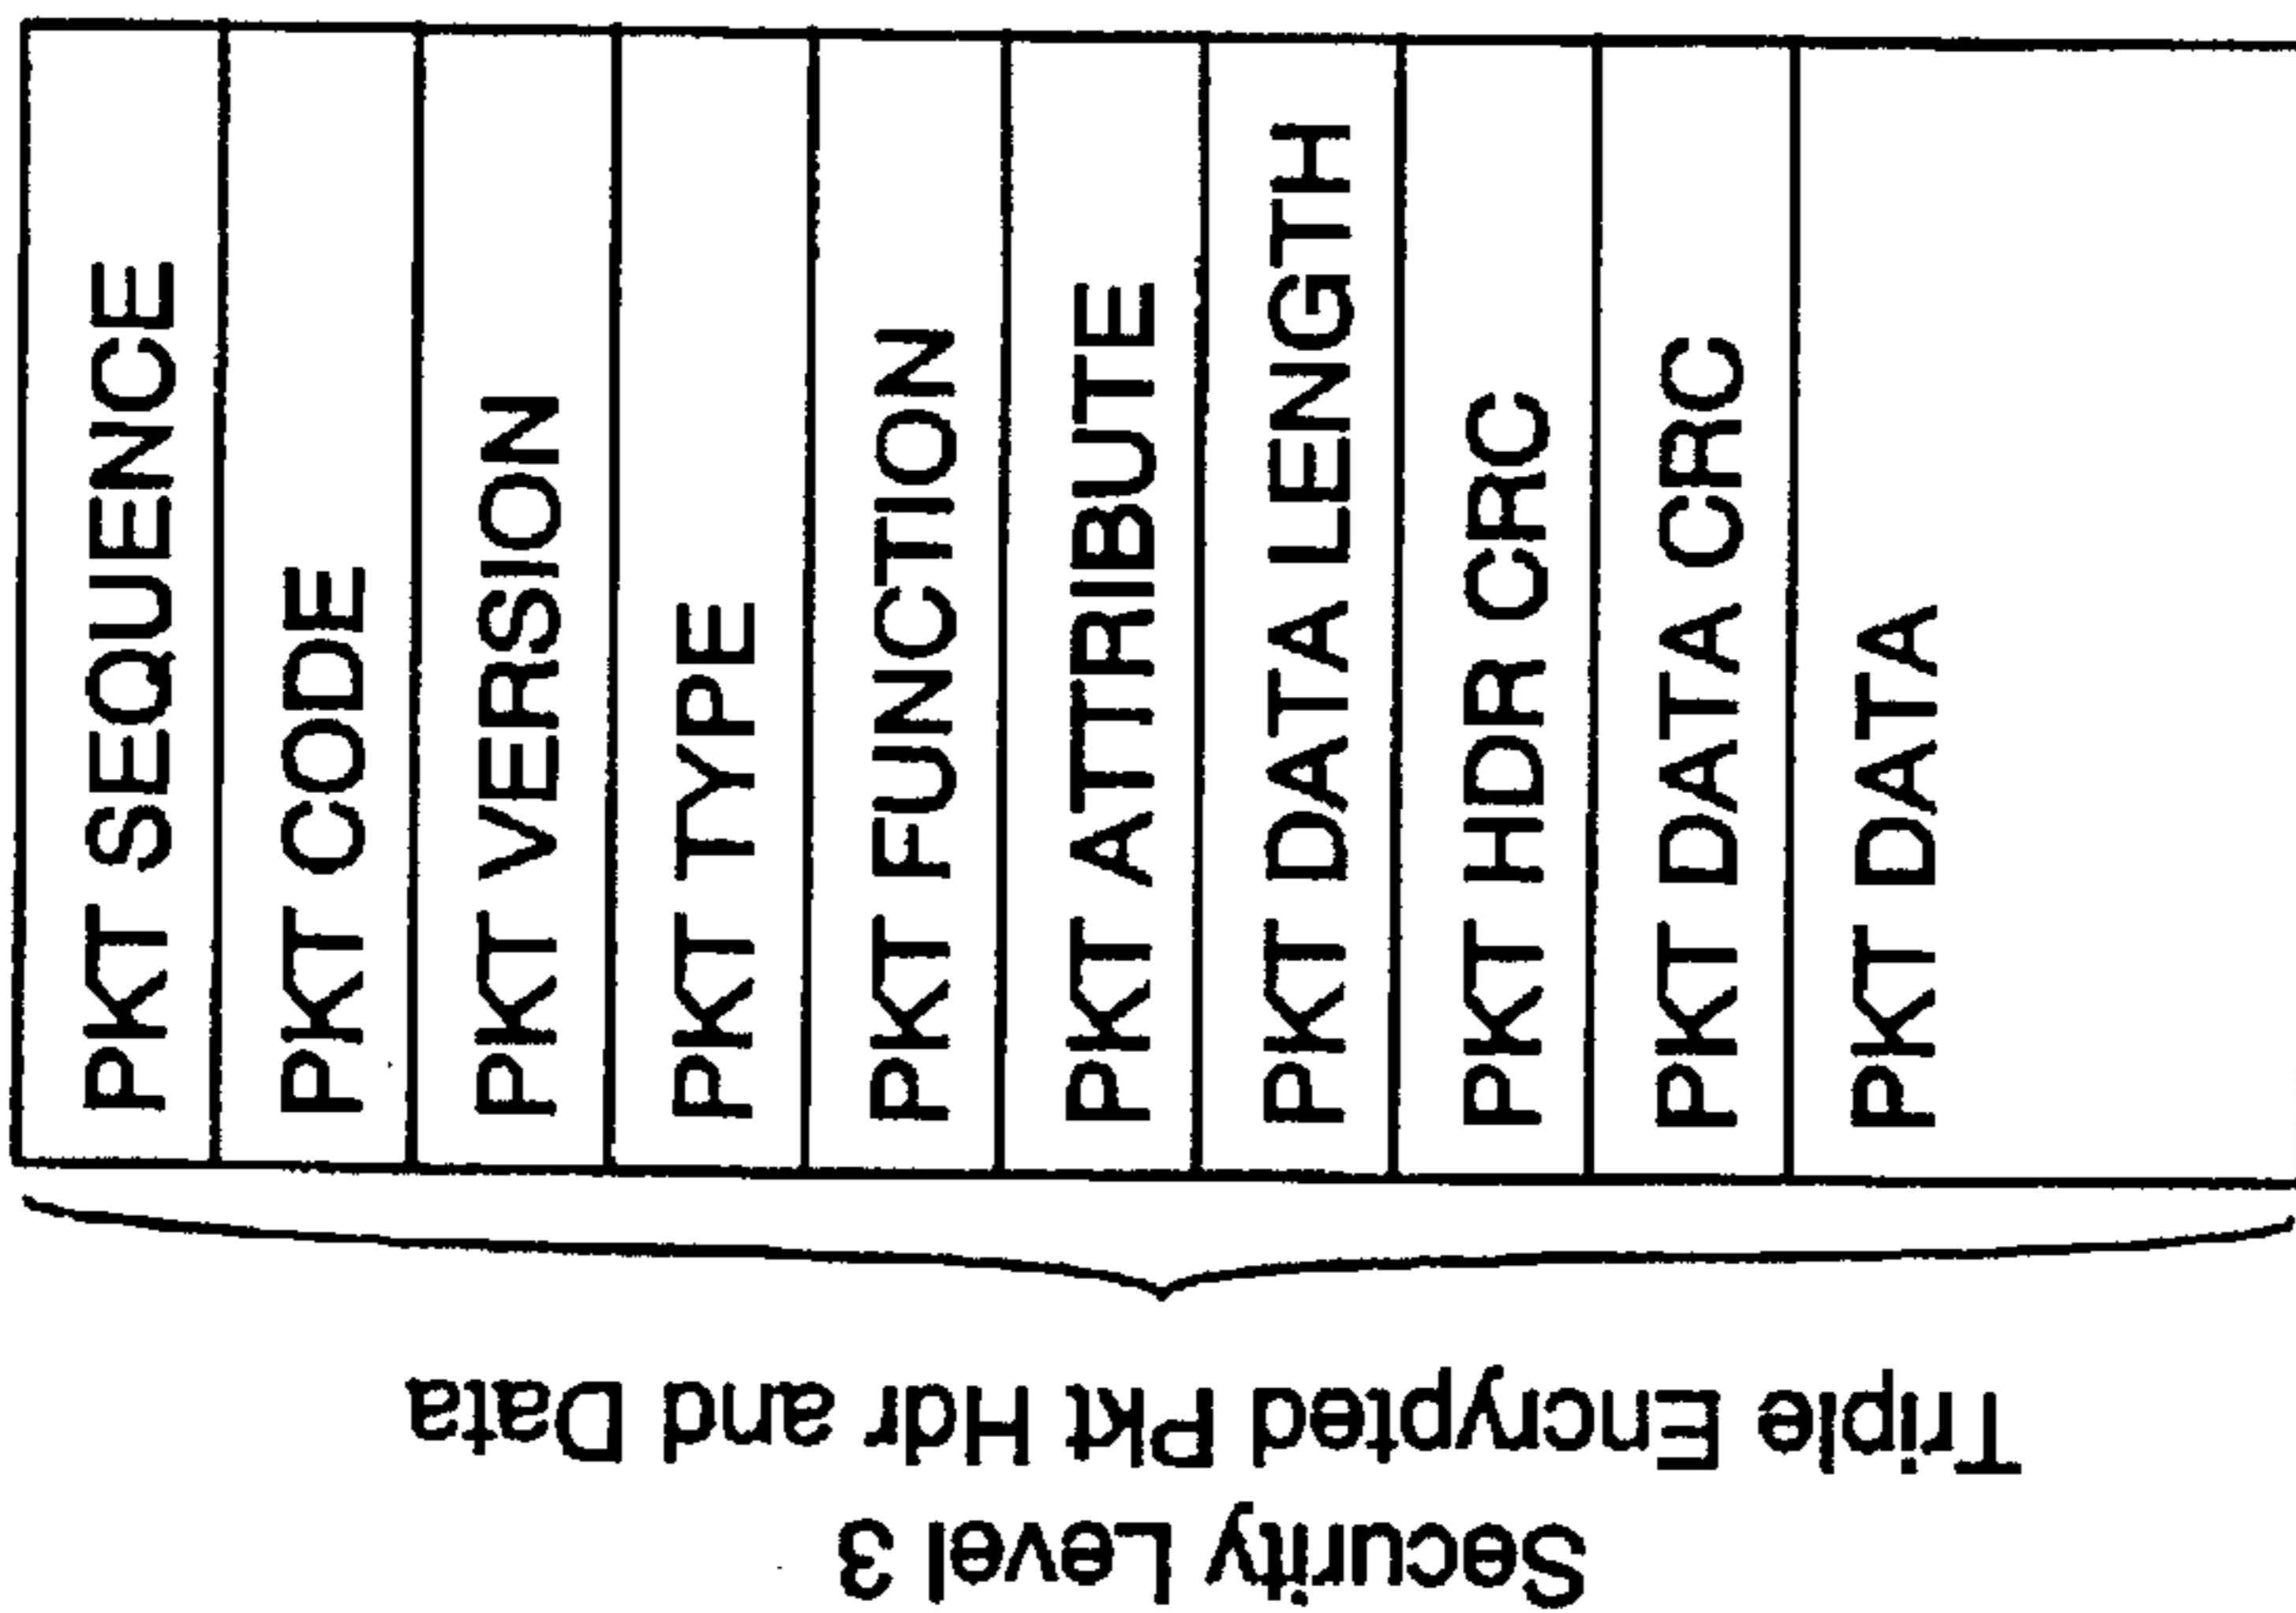 PKT SEQUENCE
PKT CODE
PKT VERSION
PKT TYPE
PKT FUNCTION
PKT ATTRIBUTE
PKT DATA LENGTH
PKT HDR CRC
PKT DATA CRC
PKT DATA
Security Level 3
Triple Encrypted Pkt Hdr and Data